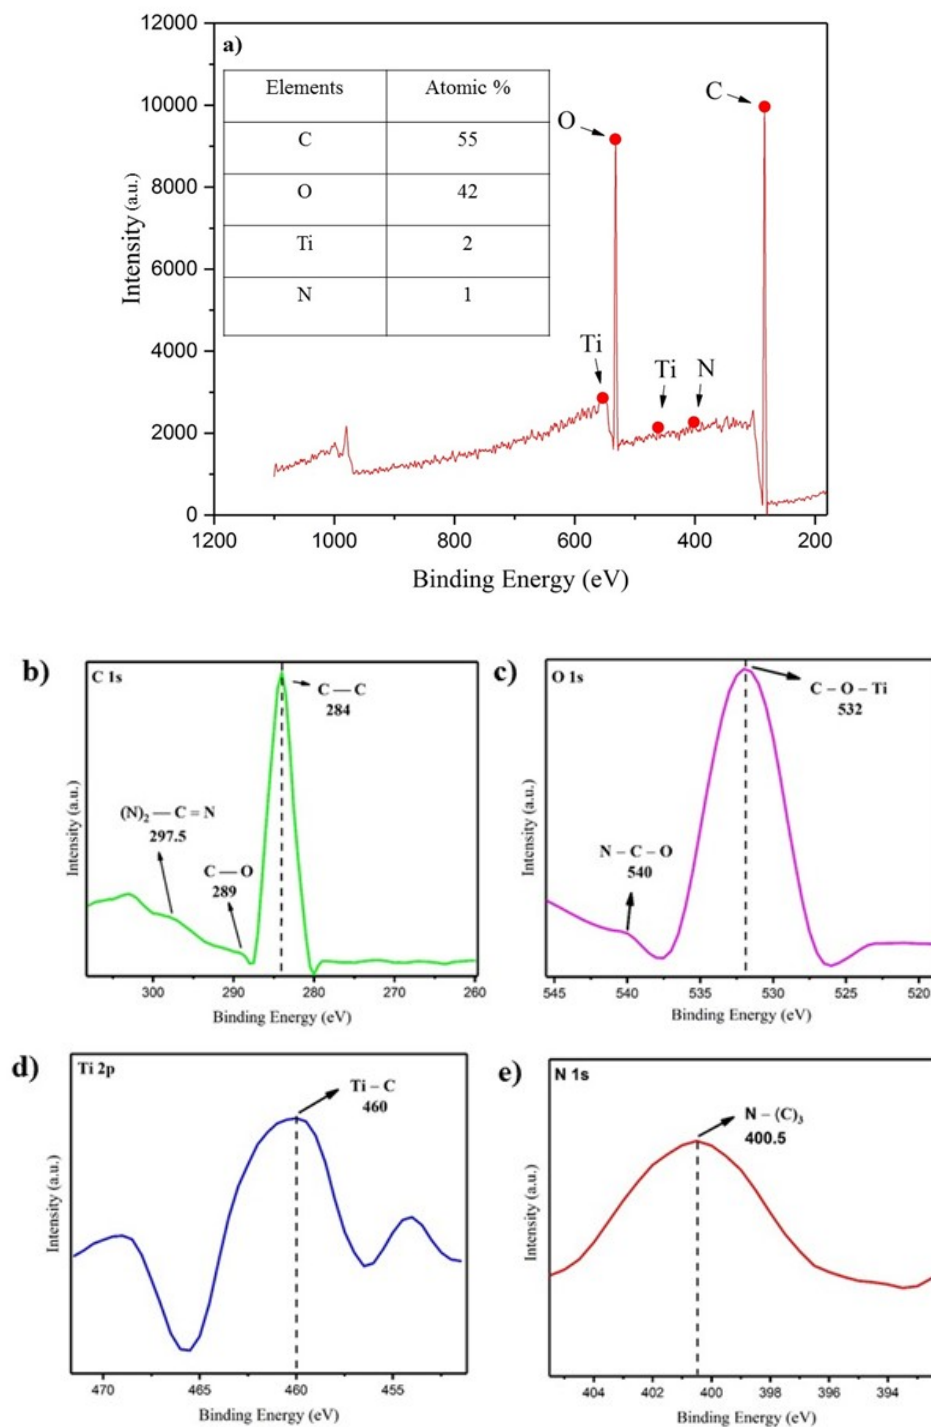 a)
12000
10000
8000
6000
4000
2000
0
Intensity (a.u.)
Elements Atomic %
C 55
O 42
Ti 2
N 1
O
C
Ti
Ti
N
1200 1000 800 600 400 200
Binding Energy (eV)
b)
C 1s
C — C
284
(N)₂ — C = N
297.5
C — O
289
Intensity (a.u.)
300 290 280 270 260
Binding Energy (eV)
c)
O 1s
C – O – Ti
532
N – C – O
540
Intensity (a.u.)
545 540 535 530 525 520
Binding Energy (eV)
d)
Ti 2p
Ti – C
460
Intensity (a.u.)
470 465 460 455
Binding Energy (eV)
e)
N 1s
N – (C)₃
400.5
Intensity (a.u.)
404 402 400 398 396 394
Binding Energy (eV)